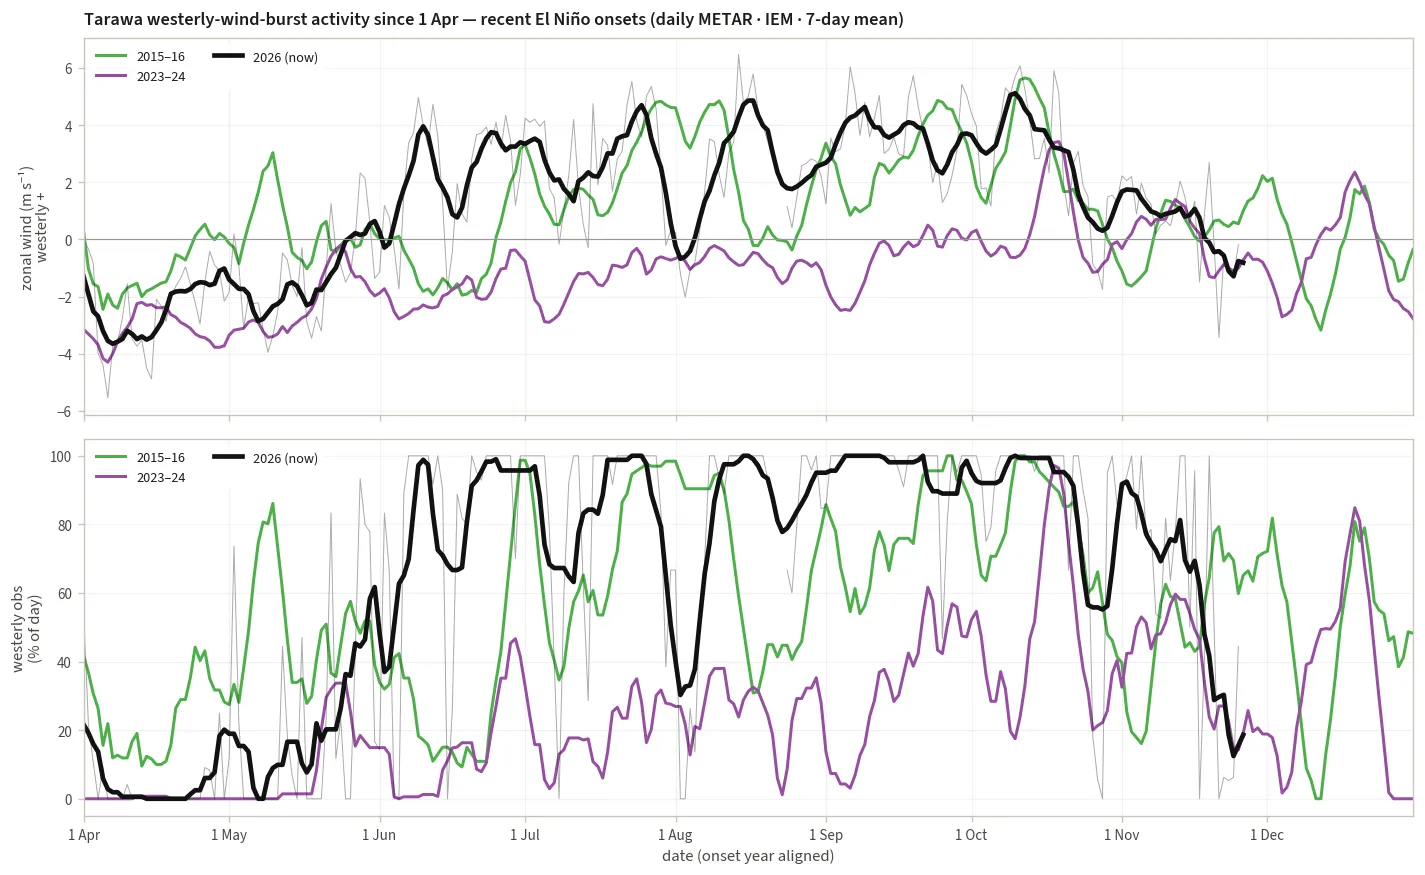 Tarawa westerly-wind-burst activity since 1 Apr — recent El Niño onsets (daily METAR · IEM · 7-day mean)
2015–16
2023–24
2026 (now)
zonal wind (m s⁻¹)
westerly +
6
4
2
0
−2
−4
−6
2015–16
2023–24
2026 (now)
westerly obs
(% of day)
100
80
60
40
20
0
1 Apr
1 May
1 Jun
1 Jul
1 Aug
1 Sep
1 Oct
1 Nov
1 Dec
date (onset year aligned)